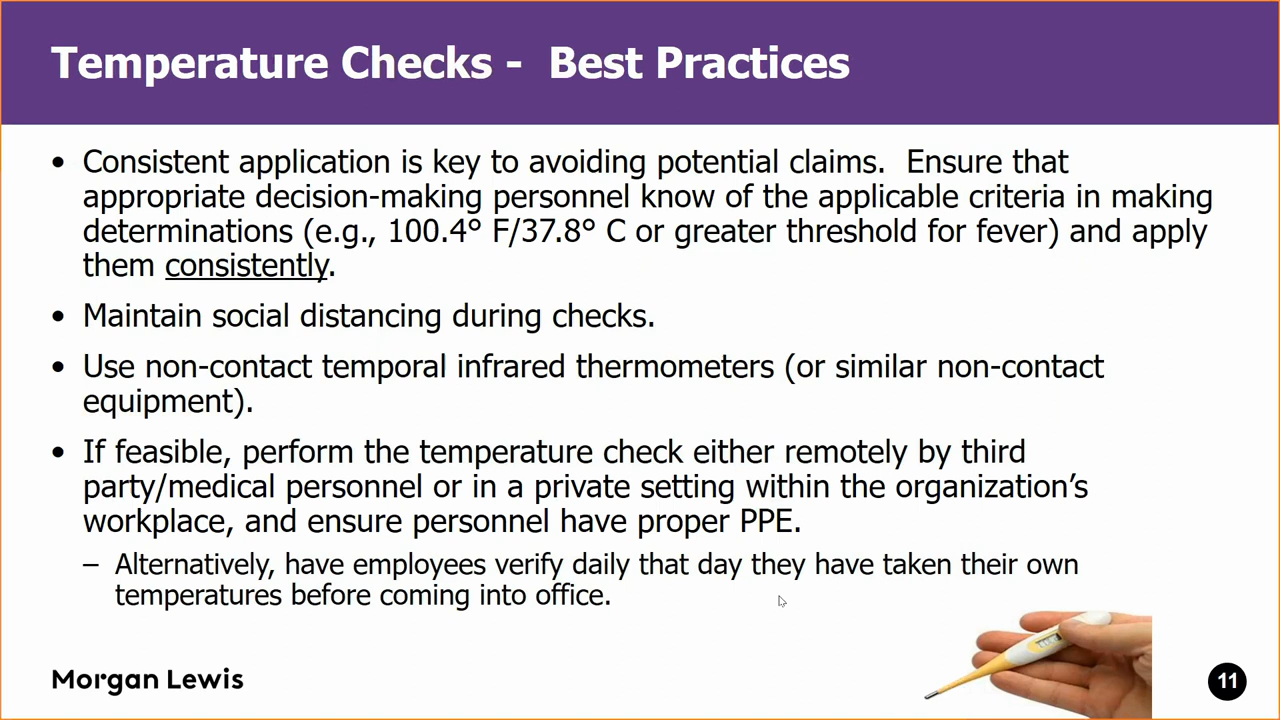 Temperature Checks -  Best Practices
• Consistent application is key to avoiding potential claims.  Ensure that
appropriate decision-making personnel know of the applicable criteria in making
determinations (e.g., 100.4° F/37.8° C or greater threshold for fever) and apply
them consistently.
• Maintain social distancing during checks.
• Use non-contact temporal infrared thermometers (or similar non-contact
equipment).
• If feasible, perform the temperature check either remotely by third
party/medical personnel or in a private setting within the organization’s
workplace, and ensure personnel have proper PPE.
– Alternatively, have employees verify daily that day they have taken their own
temperatures before coming into office.
Morgan Lewis
11